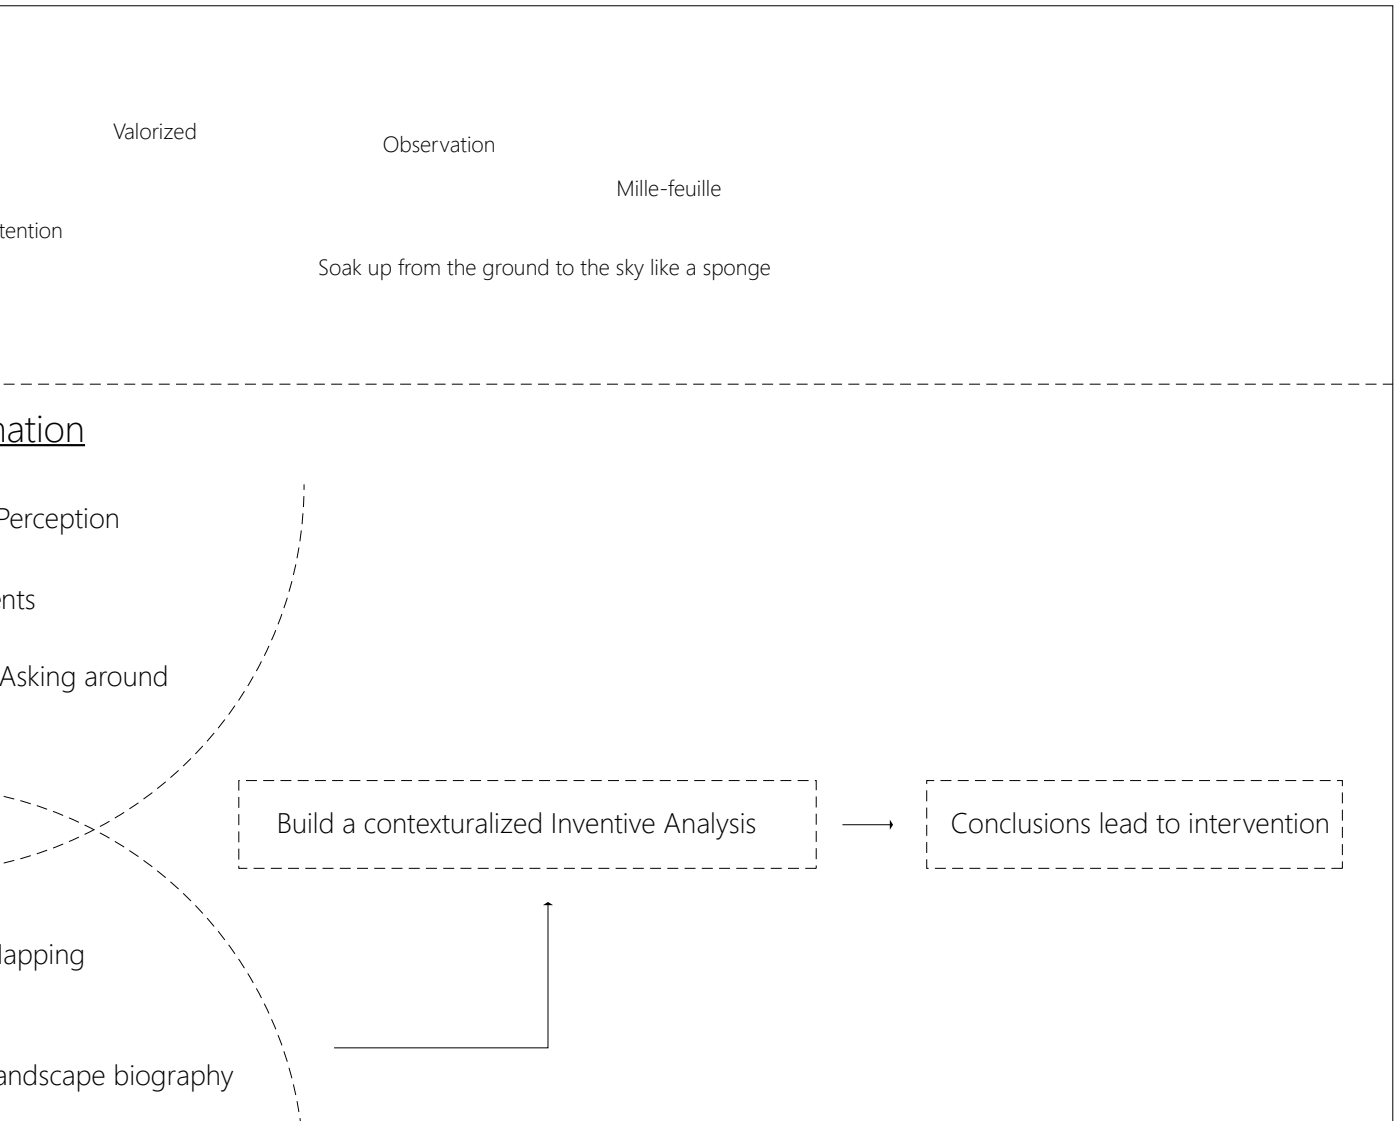 Valorized
Observation
Mille-feuille
tention
Soak up from the ground to the sky like a sponge
nation
Perception
ents
Asking around
Build a contexturalized Inventive Analysis
Conclusions lead to intervention
lapping
andscape biography